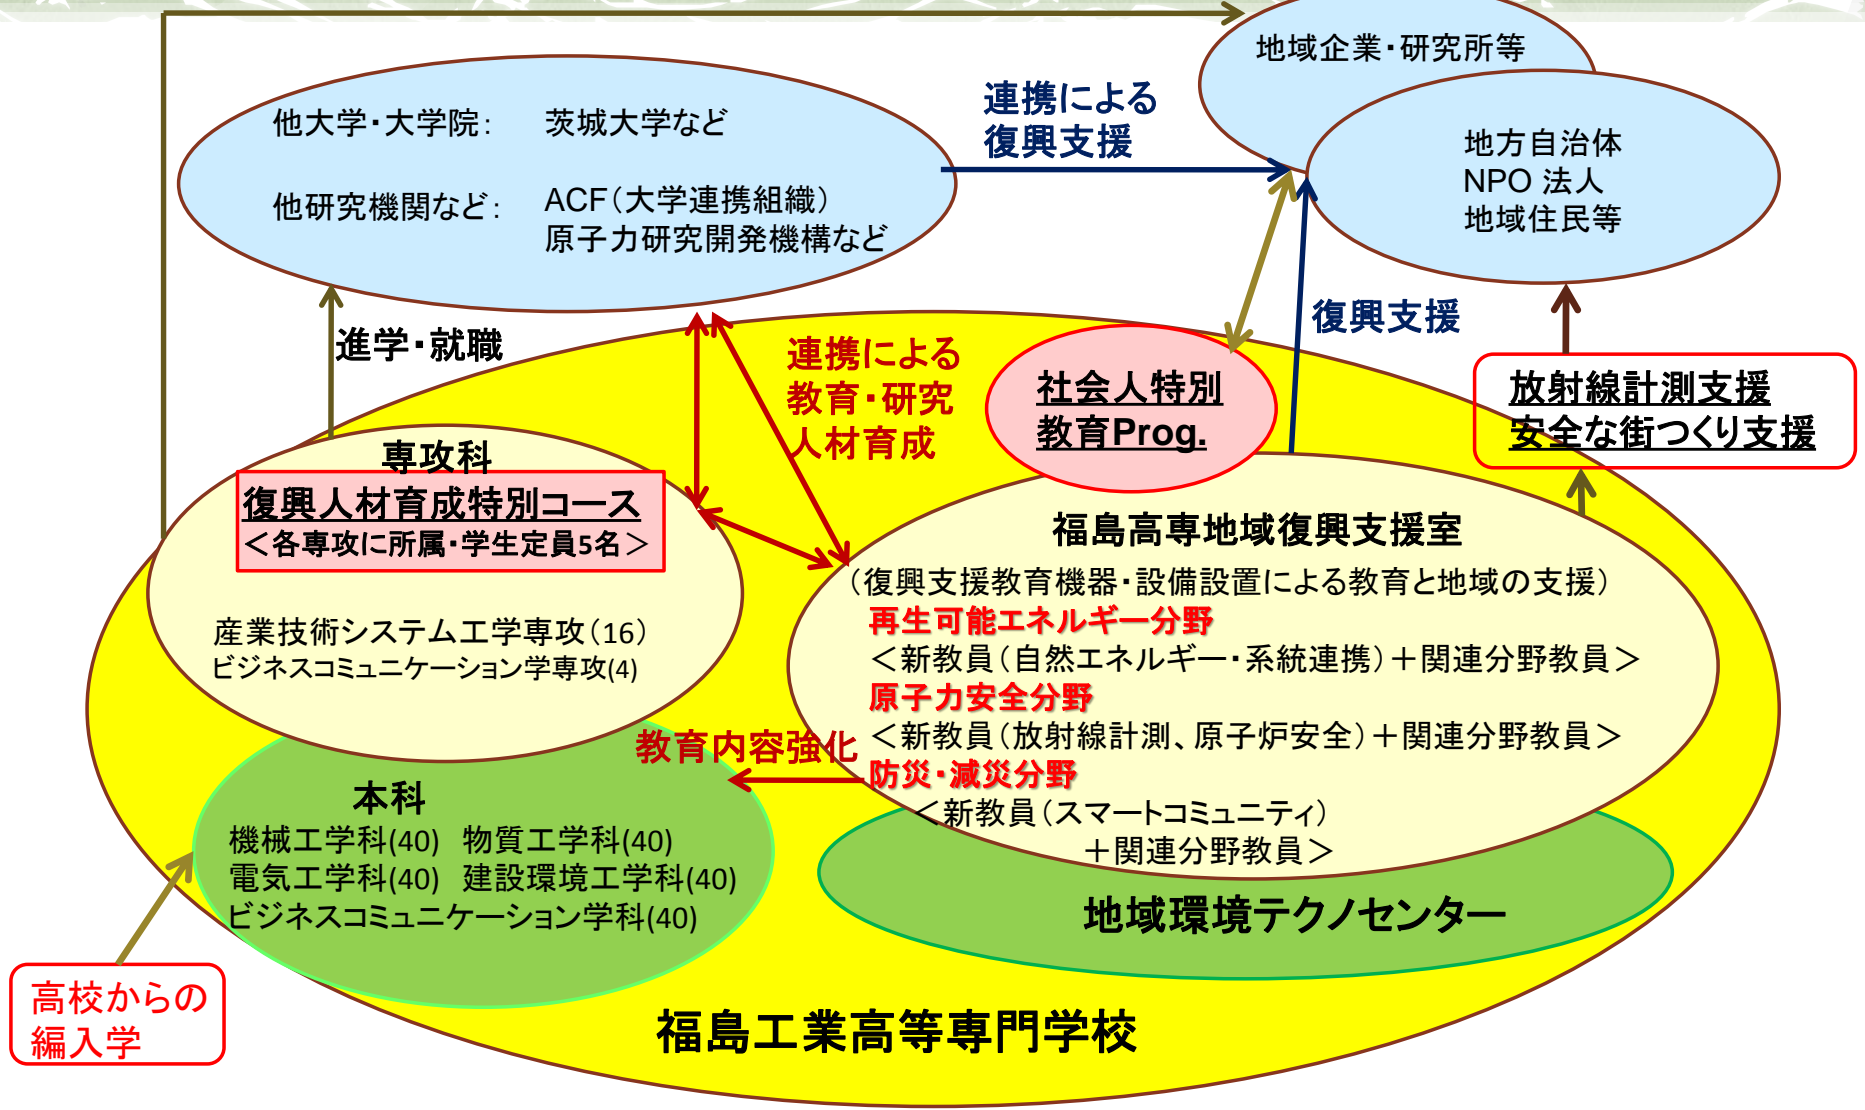 地域企業・研究所等
連携による
復興支援
他大学・大学院： 茨城大学など
他研究機関など： ACF（大学連携組織）
原子力研究開発機構など
地方自治体
NPO 法人
地域住民等
進学・就職
連携による
教育・研究
人材育成
復興支援
社会人特別
教育Prog.
放射線計測支援
安全な街つくり支援
専攻科
復興人材育成特別コース
＜各専攻に所属・学生定員5名＞
産業技術システム工学専攻（16）
ビジネスコミュニケーション学専攻(4)
福島高専地域復興支援室
（復興支援教育機器・設備設置による教育と地域の支援）
再生可能エネルギー分野
＜新教員（自然エネルギー・系統連携）＋関連分野教員＞
原子力安全分野
＜新教員（放射線計測、原子炉安全）＋関連分野教員＞
防災・減災分野
＜新教員（スマートコミュニティ）
＋関連分野教員＞
教育内容強化
本科
機械工学科(40) 物質工学科(40)
電気工学科(40) 建設環境工学科(40)
ビジネスコミュニケーション学科(40)
地域環境テクノセンター
高校からの
編入学
福島工業高等専門学校